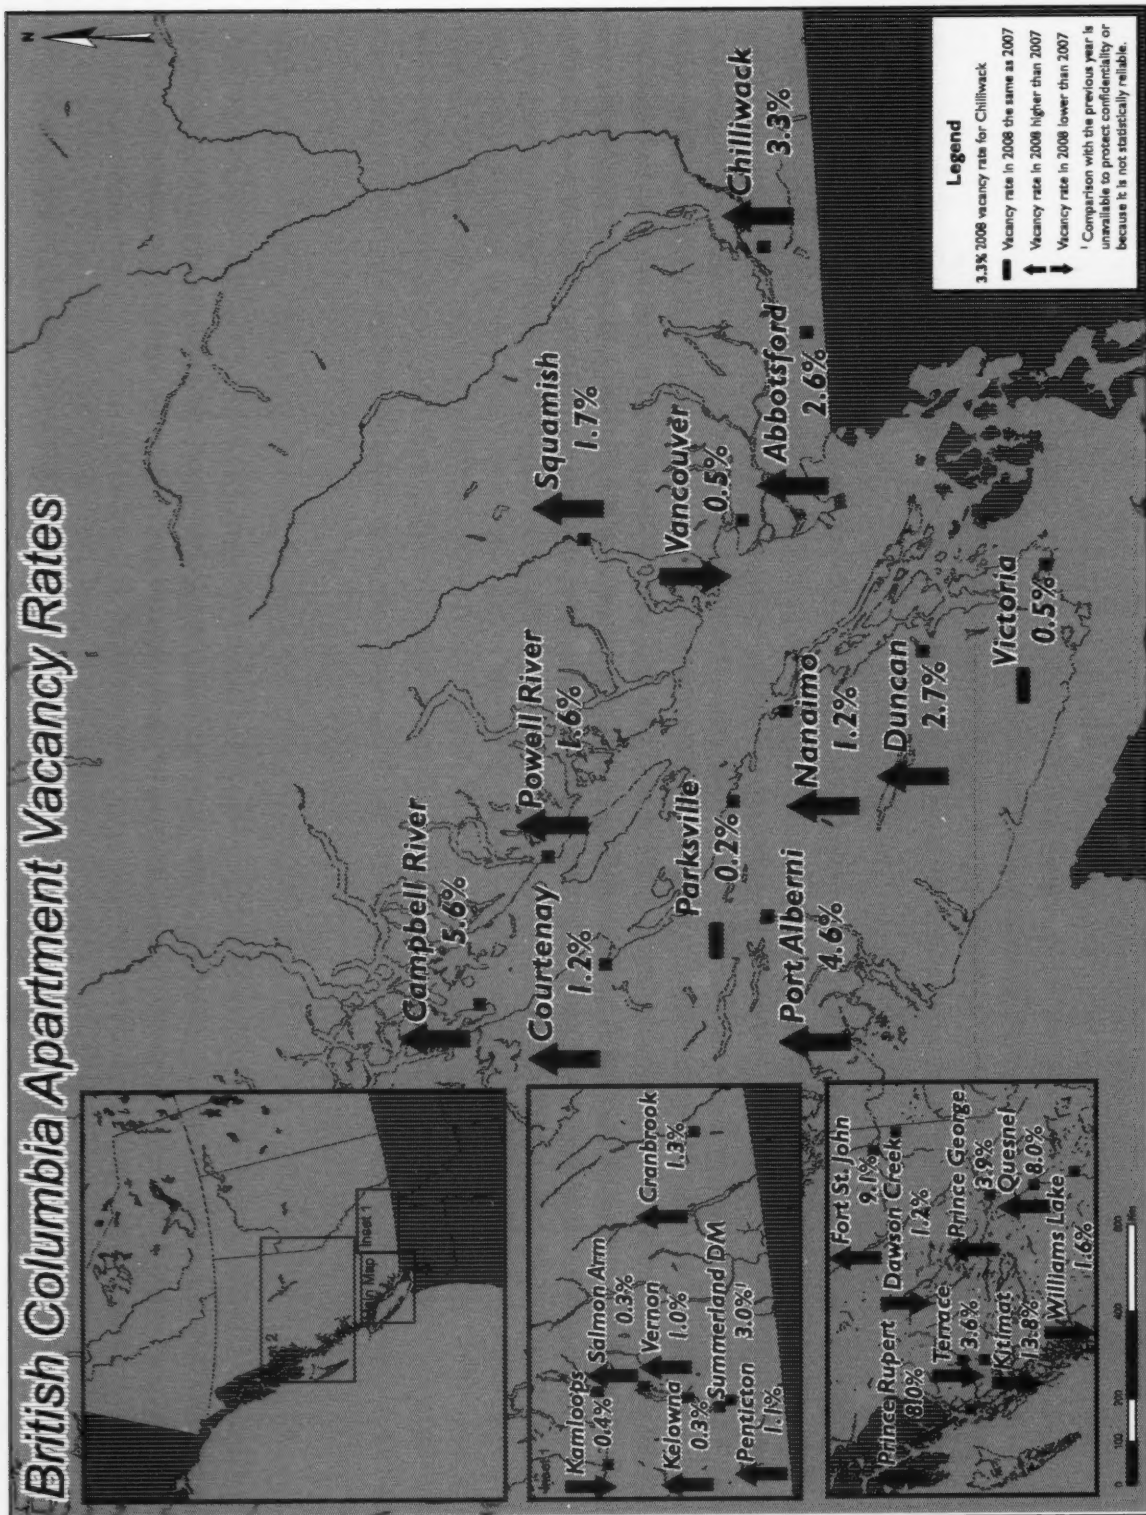 British Columbia Apartment Vacancy Rates
N
Campbell River
5.6%
Courtenay
1.2%
Powell River
1.6%
Squamish
1.7%
Parksville
0.2%
Vancouver
0.5%
Chilliwack
3.3%
Port Alberni
4.6%
Nanaimo
1.2%
Abbotsford
2.6%
Duncan
2.7%
Victoria
0.5%
Main Map
Inset 1
Kamloops
0.4%
Salmon Arm
0.3%
Vernon
1.0%
Cranbrook
1.3%
Kelowna
0.3%
Summerland DM
3.0%¹
Penticton
1.1%
Fort St. John
9.1%
Dawson Creek
1.2%
Prince Rupert
8.0%
Prince George
3.9%
Terrace
3.6%
Quesnel
8.0%
Kitimat
13.8%
Williams Lake
1.6%
0 100 200 400 600
Legend
3.3% 2008 vacancy rate for Chilliwack
Vacancy rate in 2008 the same as 2007
Vacancy rate in 2008 higher than 2007
Vacancy rate in 2008 lower than 2007
¹ Comparison with the previous year is
unavailable to protect confidentiality or
because it is not statistically reliable.